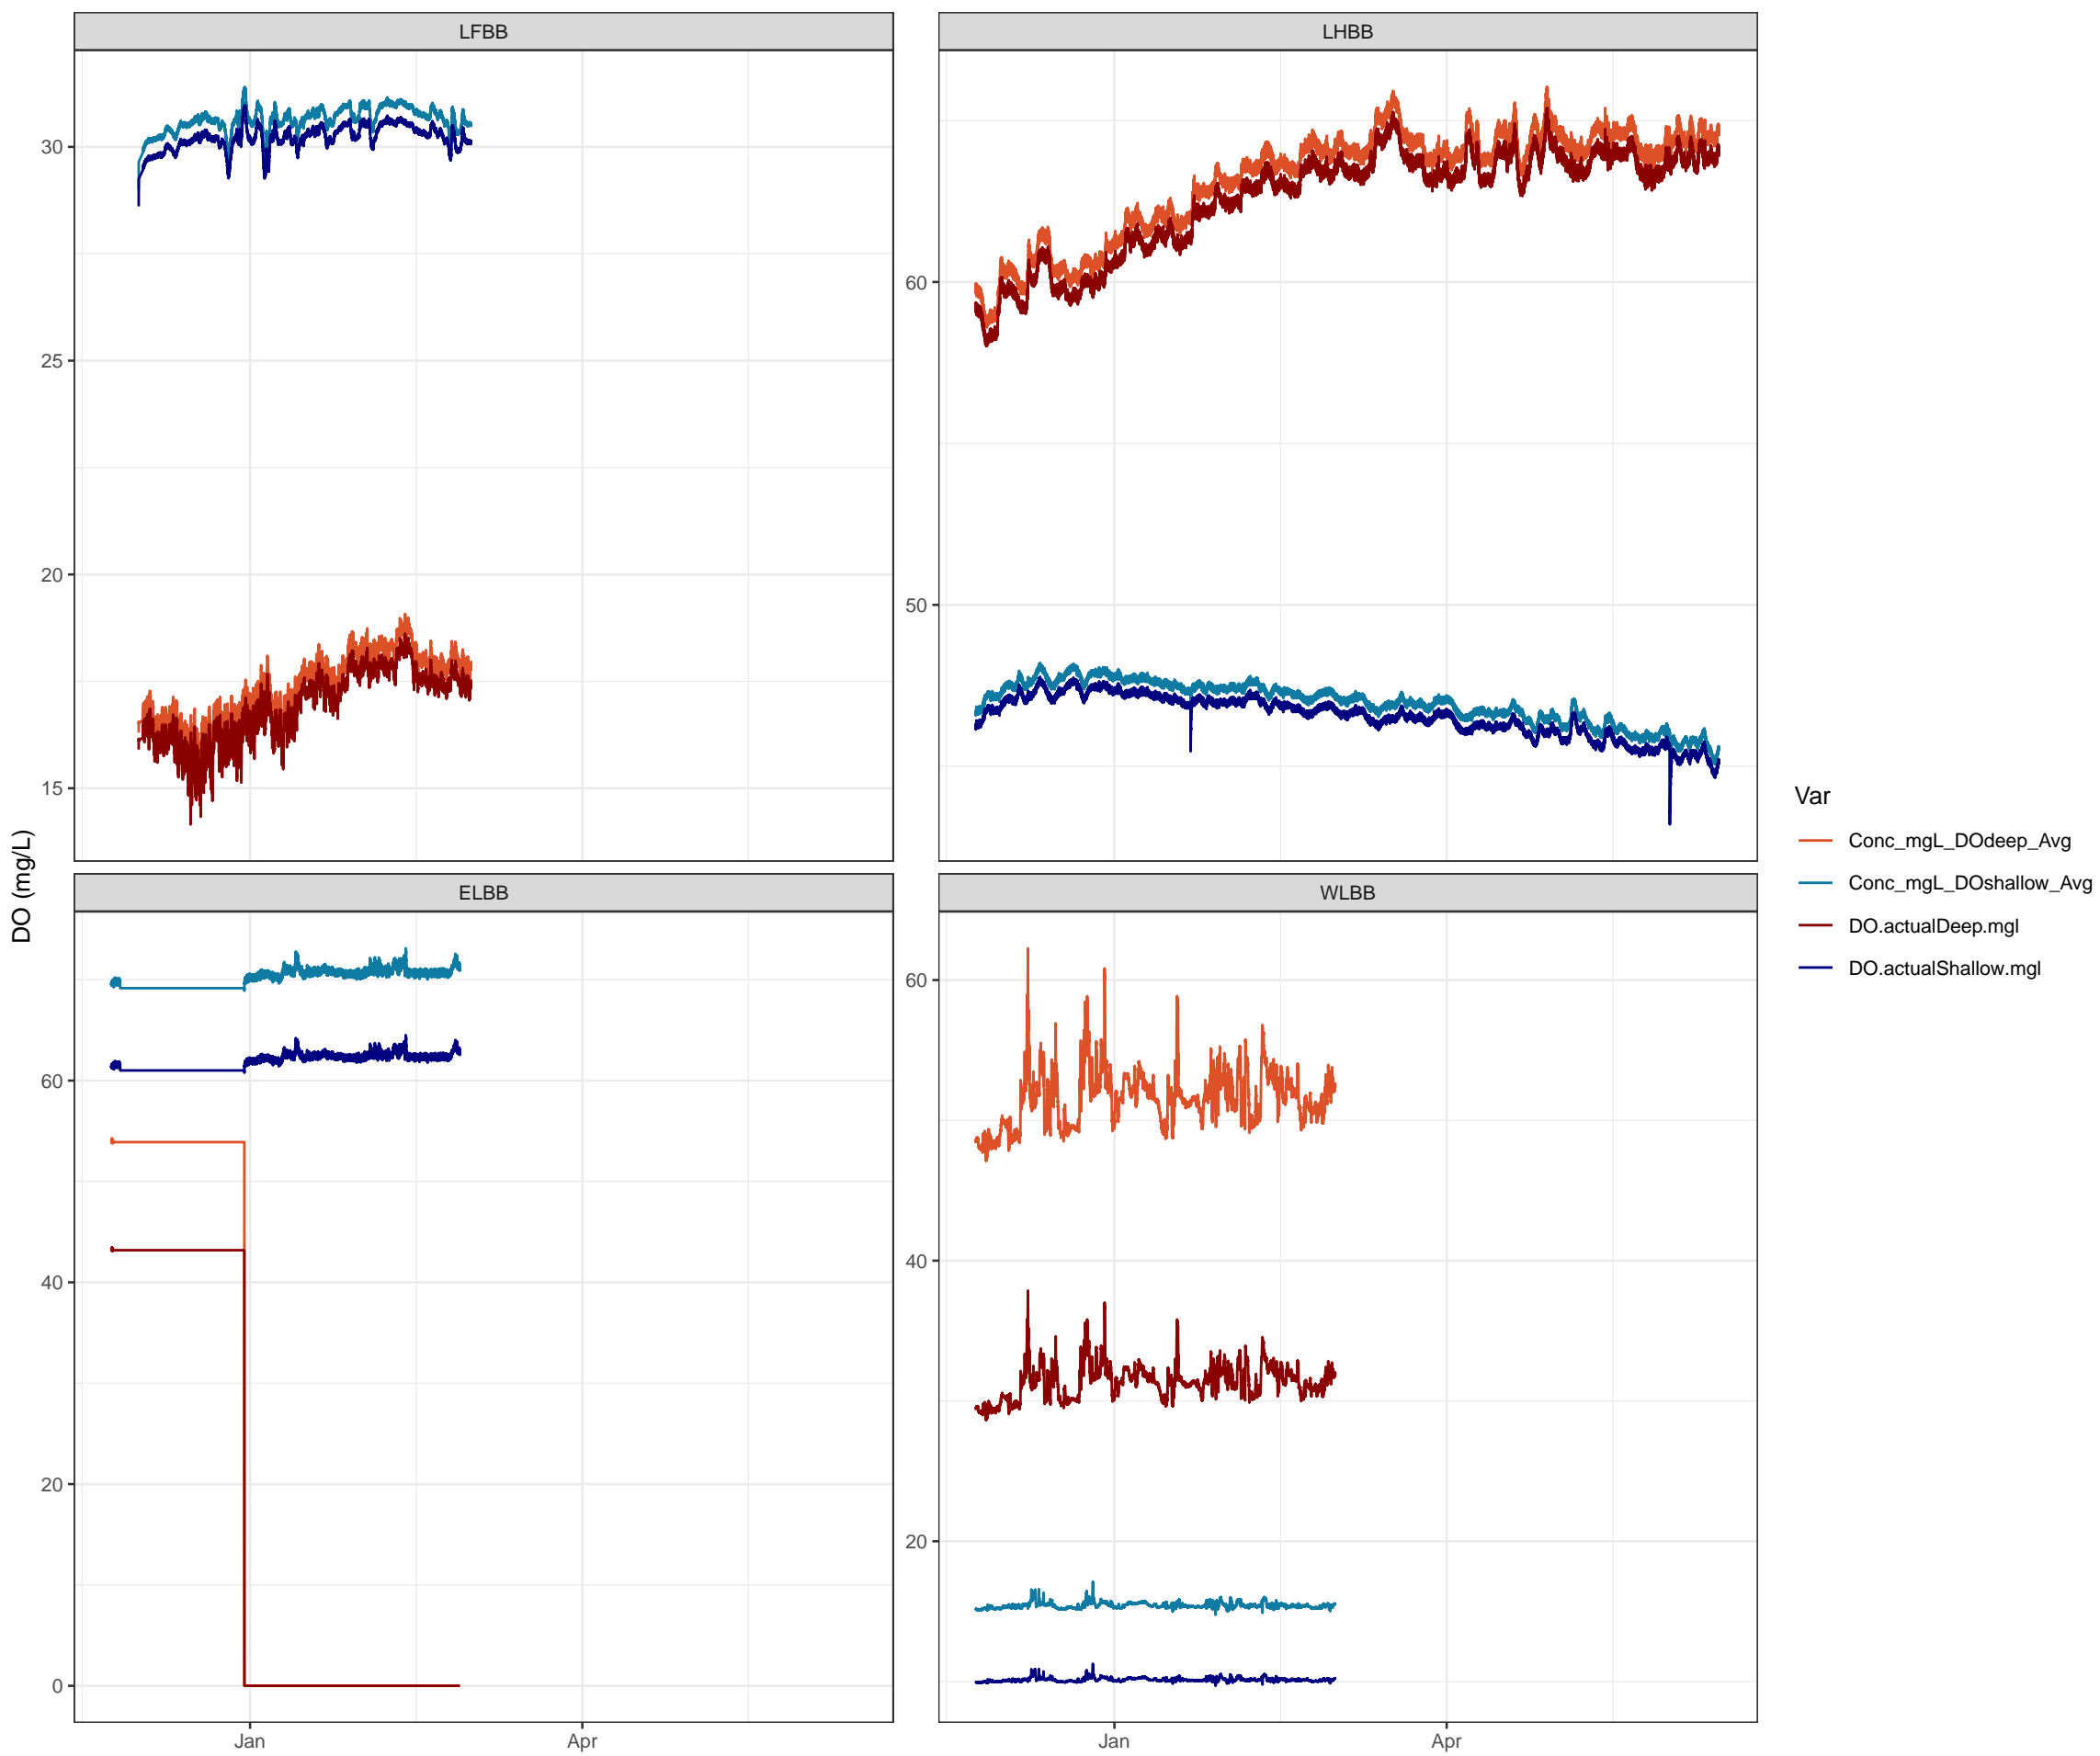 LFBB
LHBB
30
25
20
15
60
50
ELBB
WLBB
60
40
20
0
60
40
20
Jan
Apr
Jan
Apr
DO (mg/L)
Var
Conc_mgL_DOdeep_Avg
Conc_mgL_DOshallow_Avg
DO.actualDeep.mgl
DO.actualShallow.mgl